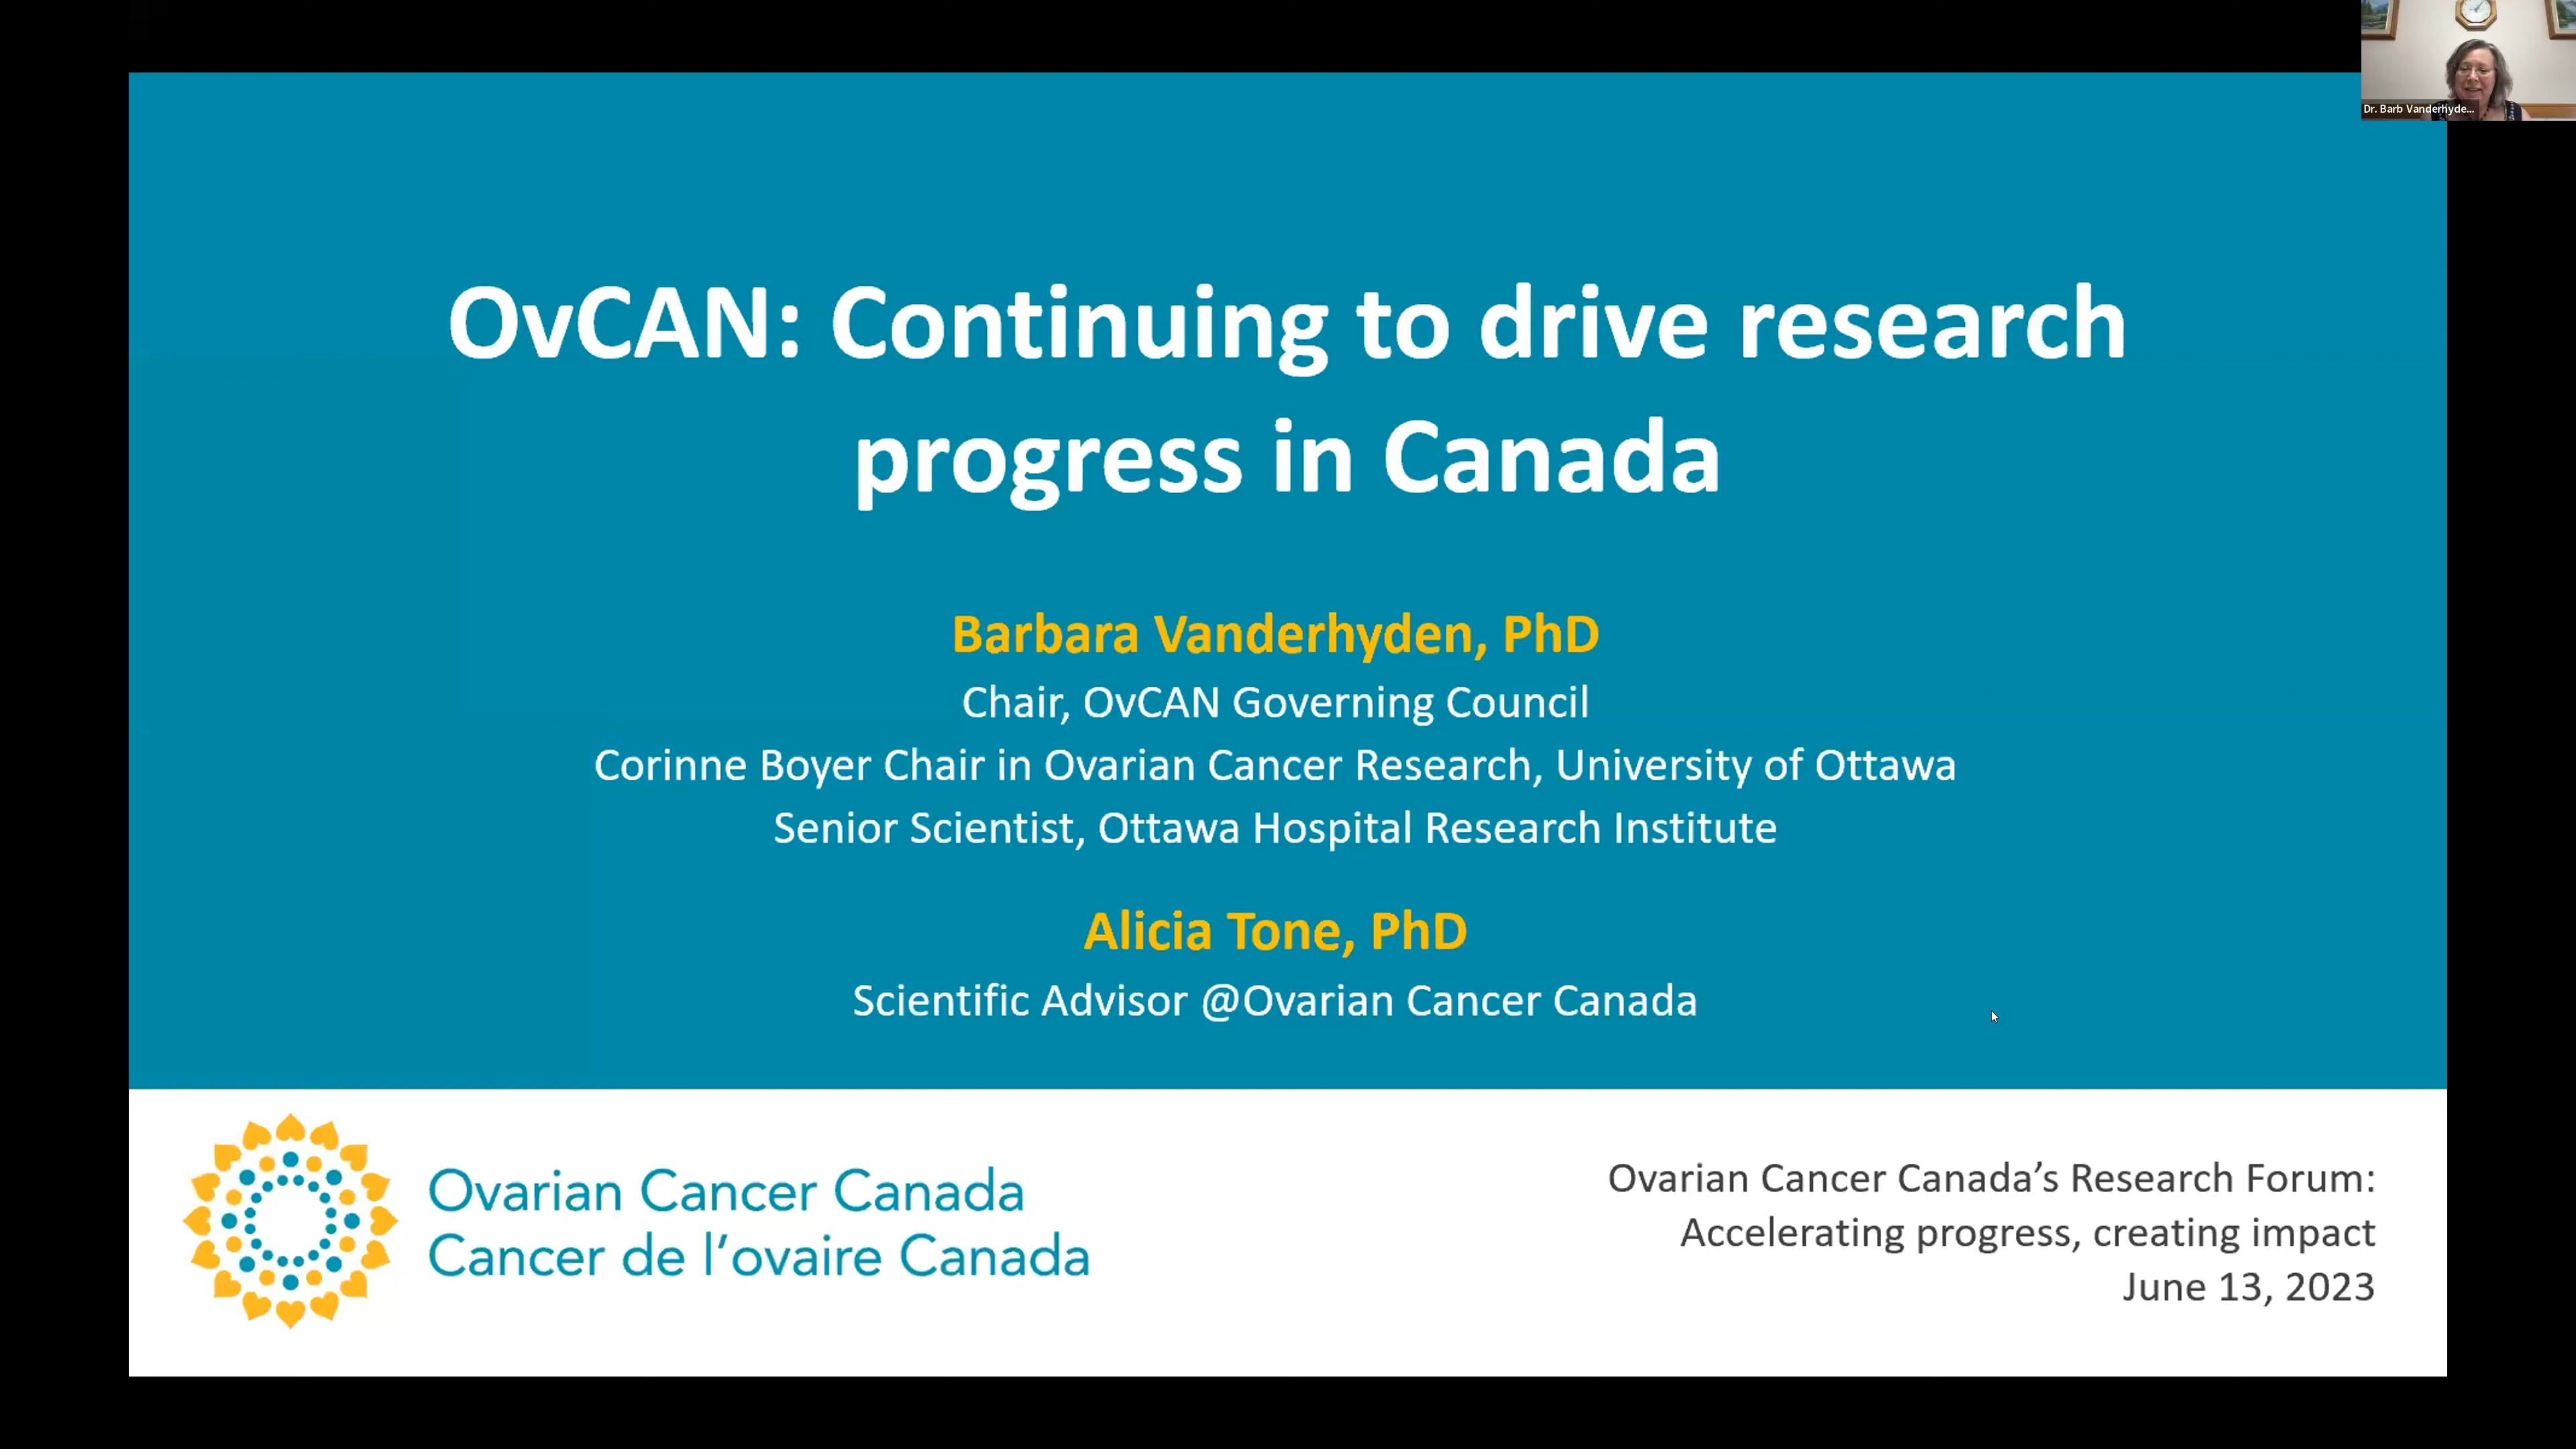 Dr. Barb Vanderhyde...
OvCAN: Continuing to drive research
progress in Canada
Barbara Vanderhyden, PhD
Chair, OvCAN Governing Council
Corinne Boyer Chair in Ovarian Cancer Research, University of Ottawa
Senior Scientist, Ottawa Hospital Research Institute
Alicia Tone, PhD
Scientific Advisor @Ovarian Cancer Canada
Ovarian Cancer Canada
Cancer de l’ovaire Canada
Ovarian Cancer Canada’s Research Forum:
Accelerating progress, creating impact
June 13, 2023